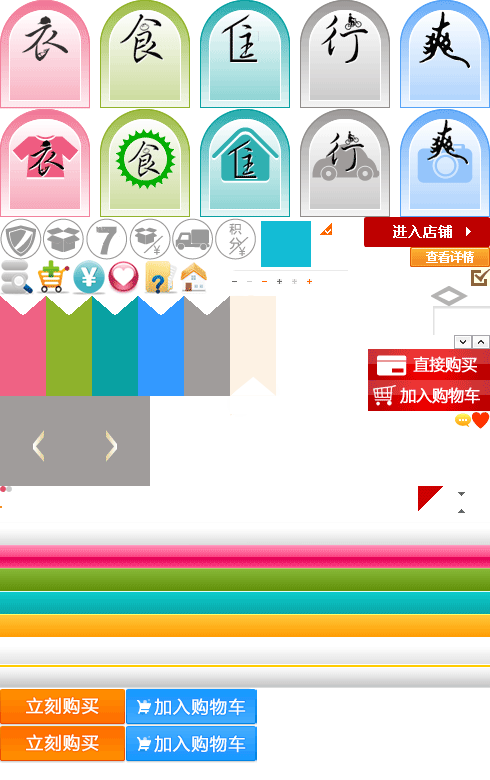 衣 食 住 行 爽
衣 食 住 行 爽
7 ¥ 积分/¥ 进入店铺
查看详情
¥ ?
直接购买
加入购物车
立刻购买 加入购物车
立刻购买 加入购物车